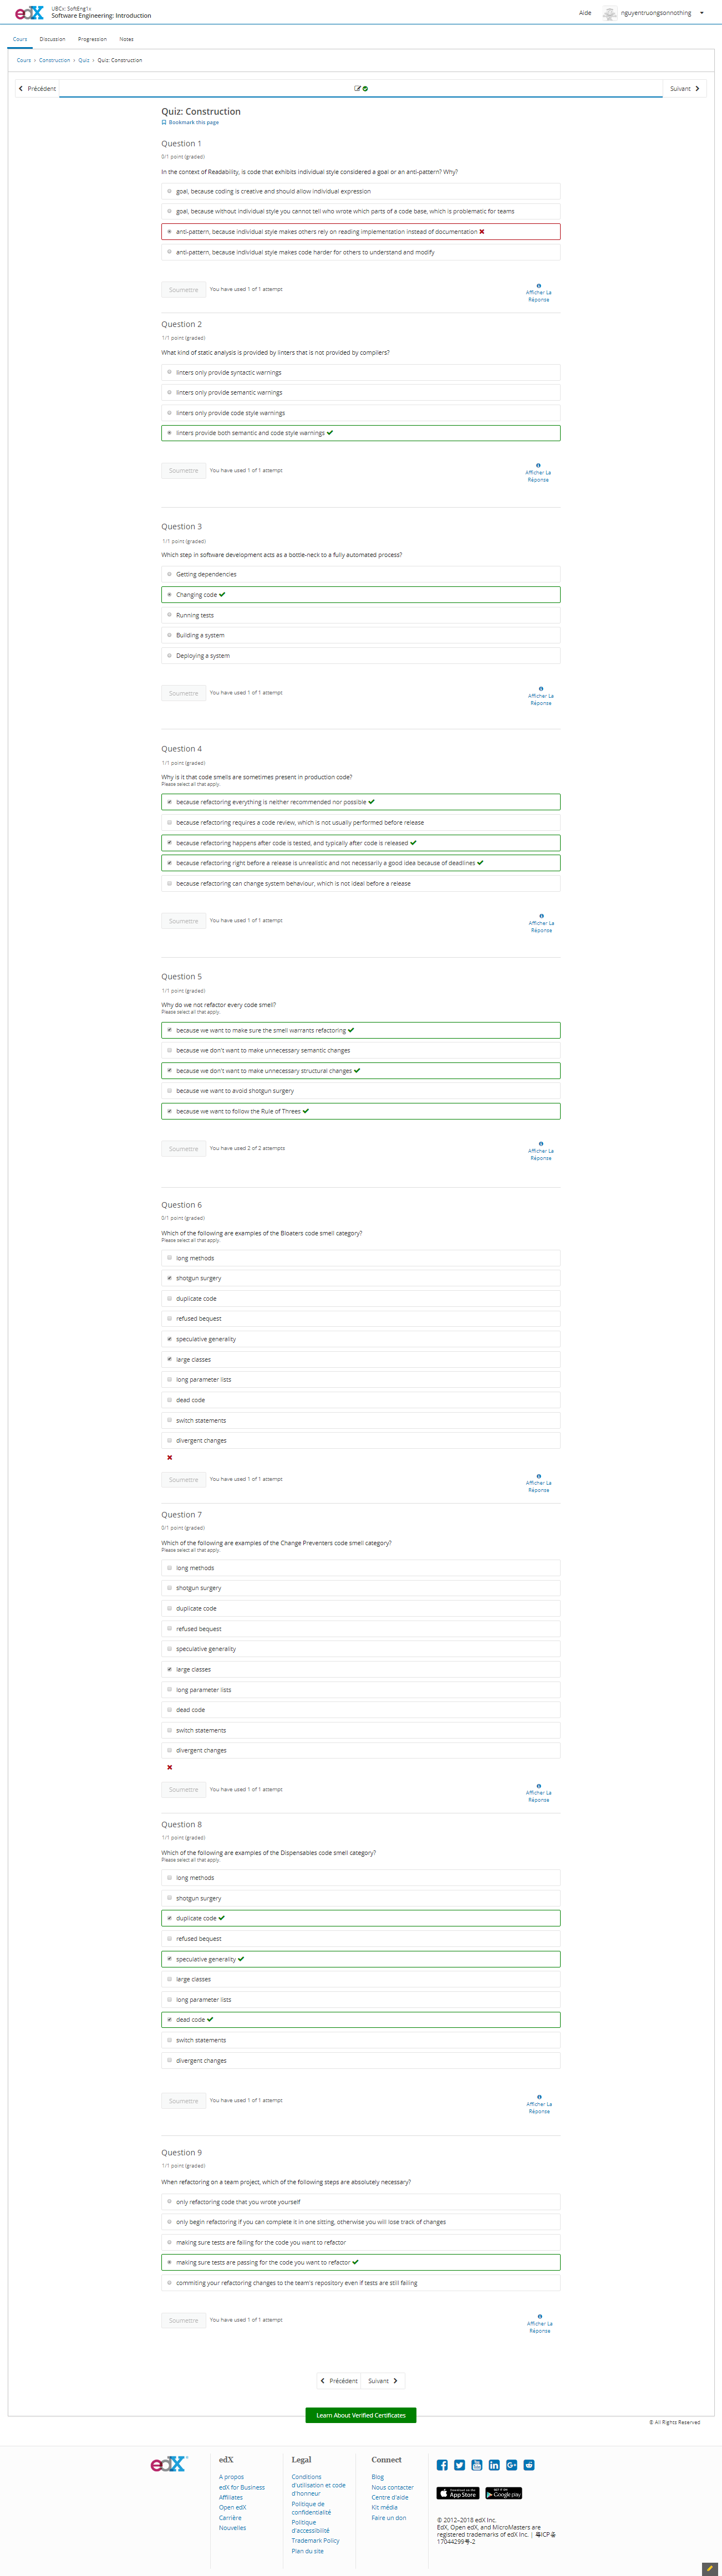 edX
UBCx: SoftEng1x
Software Engineering: Introduction
Aide
nguyentruongsonnothing
Cours Discussion Progression Notes
Cours › Construction › Quiz › Quiz: Construction
Précédent
Suivant
Quiz: Construction
Bookmark this page
Question 1
0/1 point (graded)
In the context of Readability, is code that exhibits individual style considered a goal or an anti-pattern? Why?
goal, because coding is creative and should allow individual expression
goal, because without individual style you cannot tell who wrote which parts of a code base, which is problematic for teams
anti-pattern, because individual style makes others rely on reading implementation instead of documentation
anti-pattern, because individual style makes code harder for others to understand and modify
Soumettre You have used 1 of 1 attempt
Afficher La
Réponse
Question 2
1/1 point (graded)
What kind of static analysis is provided by linters that is not provided by compilers?
linters only provide syntactic warnings
linters only provide semantic warnings
linters only provide code style warnings
linters provide both semantic and code style warnings
Soumettre You have used 1 of 1 attempt
Afficher La
Réponse
Question 3
1/1 point (graded)
Which step in software development acts as a bottle-neck to a fully automated process?
Getting dependencies
Changing code
Running tests
Building a system
Deploying a system
Soumettre You have used 1 of 1 attempt
Afficher La
Réponse
Question 4
1/1 point (graded)
Why is it that code smells are sometimes present in production code?
Please select all that apply.
because refactoring everything is neither recommended nor possible
because refactoring requires a code review, which is not usually performed before release
because refactoring happens after code is tested, and typically after code is released
because refactoring right before a release is unrealistic and not necessarily a good idea because of deadlines
because refactoring can change system behaviour, which is not ideal before a release
Soumettre You have used 1 of 1 attempt
Afficher La
Réponse
Question 5
1/1 point (graded)
Why do we not refactor every code smell?
Please select all that apply.
because we want to make sure the smell warrants refactoring
because we don't want to make unnecessary semantic changes
because we don't want to make unnecessary structural changes
because we want to avoid shotgun surgery
because we want to follow the Rule of Threes
Soumettre You have used 2 of 2 attempts
Afficher La
Réponse
Question 6
0/1 point (graded)
Which of the following are examples of the Bloaters code smell category?
Please select all that apply.
long methods
shotgun surgery
duplicate code
refused bequest
speculative generality
large classes
long parameter lists
dead code
switch statements
divergent changes
Soumettre You have used 1 of 1 attempt
Afficher La
Réponse
Question 7
0/1 point (graded)
Which of the following are examples of the Change Preventers code smell category?
Please select all that apply.
long methods
shotgun surgery
duplicate code
refused bequest
speculative generality
large classes
long parameter lists
dead code
switch statements
divergent changes
Soumettre You have used 1 of 1 attempt
Afficher La
Réponse
Question 8
1/1 point (graded)
Which of the following are examples of the Dispensables code smell category?
Please select all that apply.
long methods
shotgun surgery
duplicate code
refused bequest
speculative generality
large classes
long parameter lists
dead code
switch statements
divergent changes
Soumettre You have used 1 of 1 attempt
Afficher La
Réponse
Question 9
1/1 point (graded)
When refactoring on a team project, which of the following steps are absolutely necessary?
only refactoring code that you wrote yourself
only begin refactoring if you can complete it in one sitting, otherwise you will lose track of changes
making sure tests are failing for the code you want to refactor
making sure tests are passing for the code you want to refactor
commiting your refactoring changes to the team's repository even if tests are still failing
Soumettre You have used 1 of 1 attempt
Afficher La
Réponse
Précédent Suivant
Learn About Verified Certificates
© All Rights Reserved
edX
edX
A propos
edX for Business
Affiliates
Open edX
Carrière
Nouvelles
Legal
Conditions
d'utilisation et code
d'honneur
Politique de
confidentialité
Politique
d'accessibilité
Trademark Policy
Plan du site
Connect
Blog
Nous contacter
Centre d'aide
Kit média
Faire un don
App Store
Google play
© 2012–2018 edX Inc.
EdX, Open edX, and MicroMasters are
registered trademarks of edX Inc. | 粤ICP备
17044299号-2